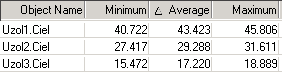 Object Name Minimum △ Average Maximum
Uzol1.Ciel 40.722 43.423 45.806
Uzol2.Ciel 27.417 29.288 31.611
Uzol3.Ciel 15.472 17.220 18.889